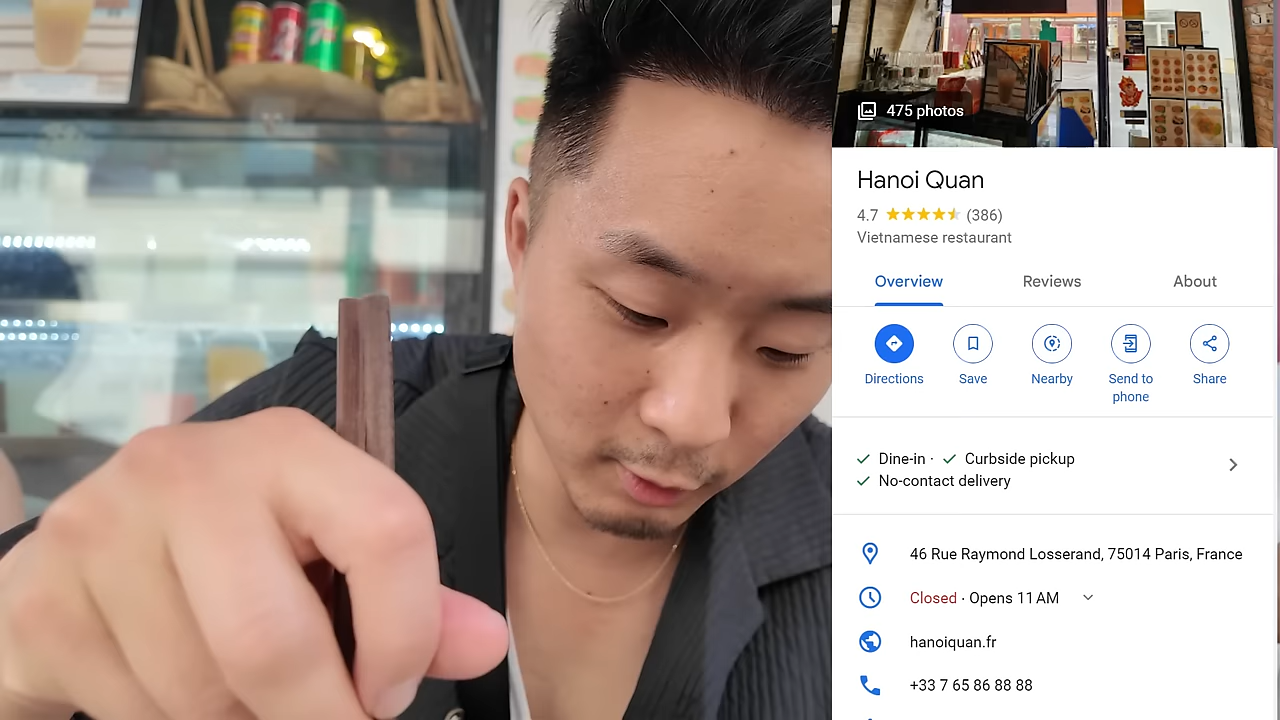 475 photos
Hanoi Quan
4.7 (386)
Vietnamese restaurant
Overview Reviews About
Directions Save Nearby Send to phone Share
Dine-in · Curbside pickup
No-contact delivery
46 Rue Raymond Losserand, 75014 Paris, France
Closed · Opens 11 AM
hanoiquan.fr
+33 7 65 86 88 88
7